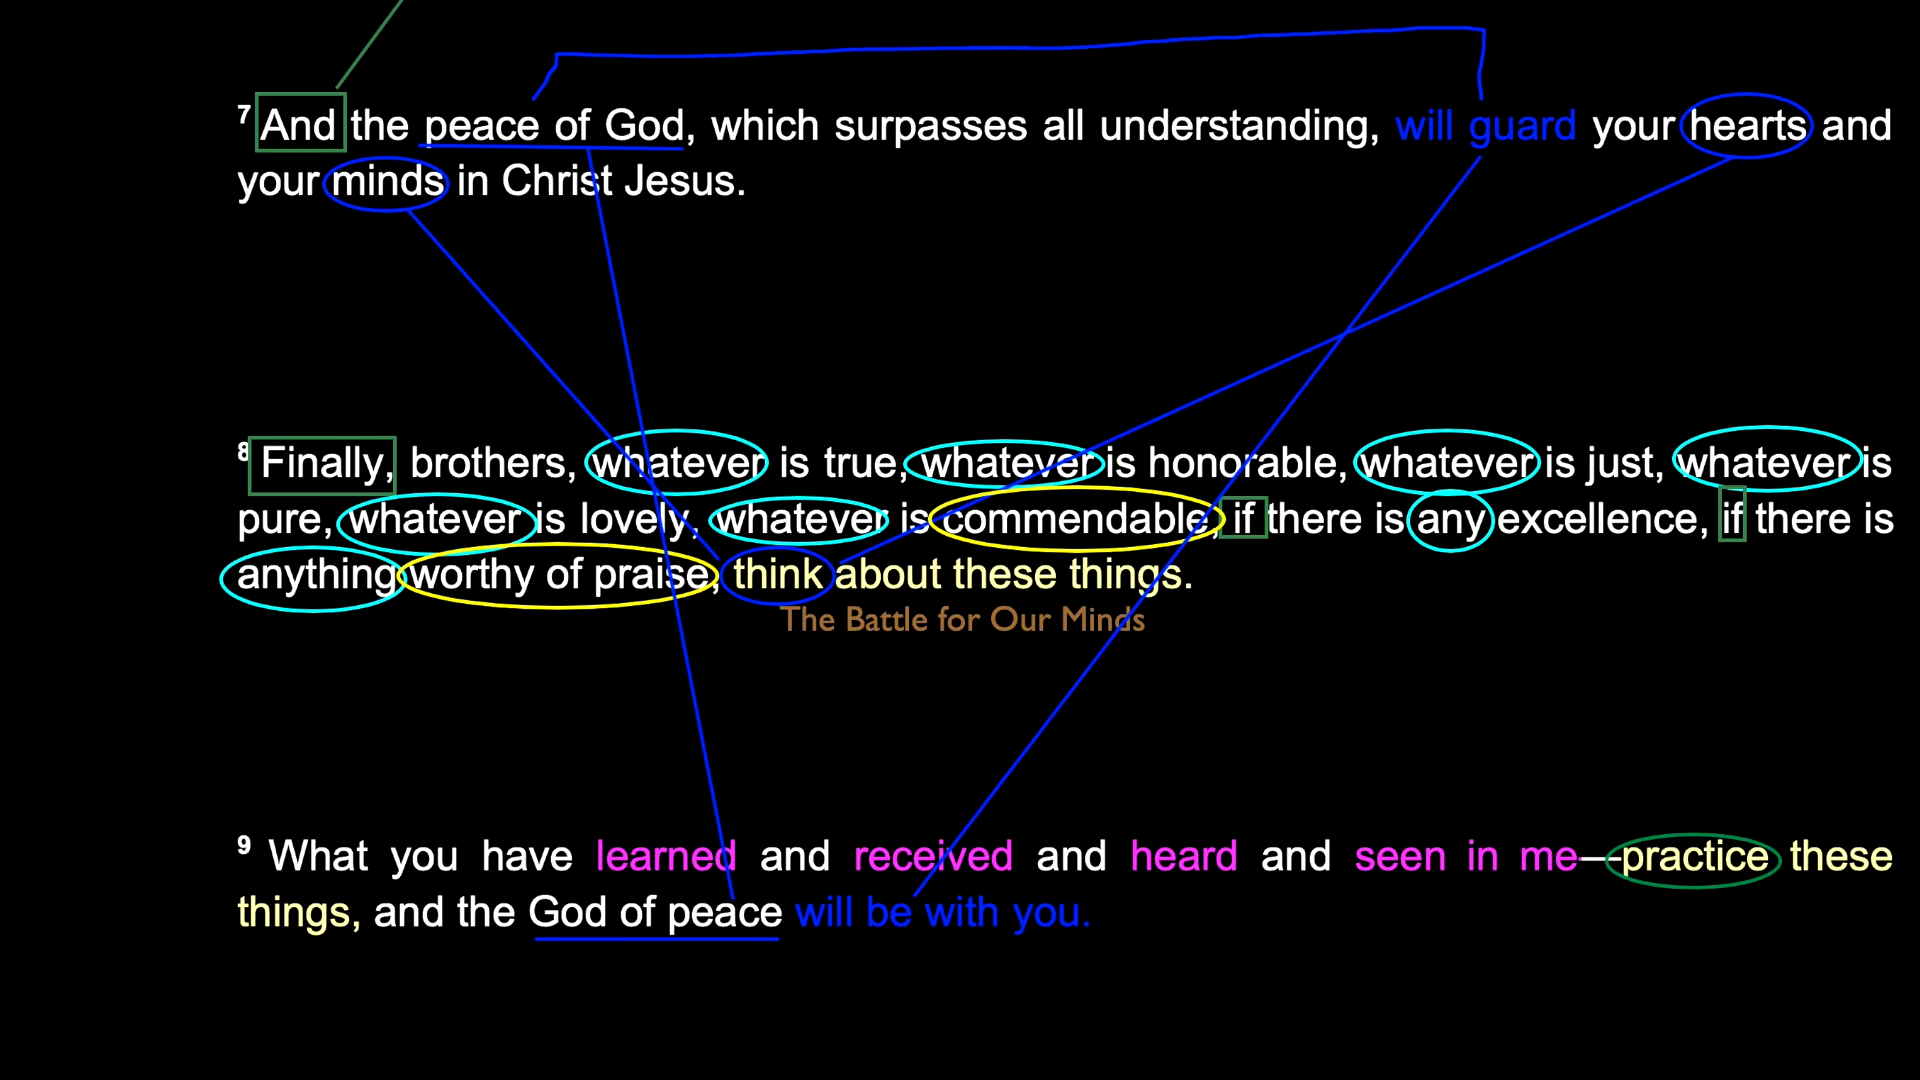 7 And the peace of God, which surpasses all understanding, will guard your hearts and
your minds in Christ Jesus.
8 Finally, brothers, whatever is true, whatever is honorable, whatever is just, whatever is
pure, whatever is lovely, whatever is commendable, if there is any excellence, if there is
anything worthy of praise, think about these things.
The Battle for Our Minds
9 What you have learned and received and heard and seen in me—practice these
things, and the God of peace will be with you.